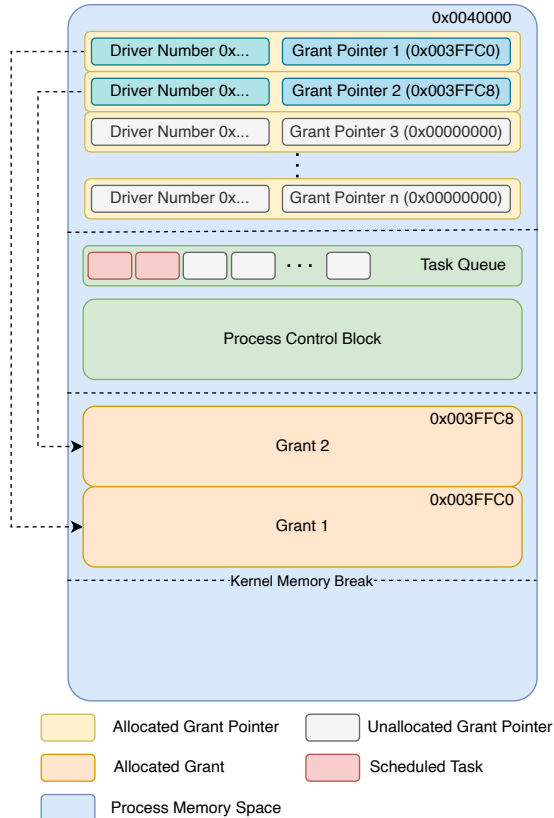 0x0040000
Driver Number 0x... Grant Pointer 1 (0x003FFC0)
Driver Number 0x... Grant Pointer 2 (0x003FFC8)
Driver Number 0x... Grant Pointer 3 (0x00000000)
Driver Number 0x... Grant Pointer n (0x00000000)
Task Queue
Process Control Block
0x003FFC8
Grant 2
0x003FFC0
Grant 1
Kernel Memory Break
Allocated Grant Pointer Unallocated Grant Pointer
Allocated Grant Scheduled Task
Process Memory Space